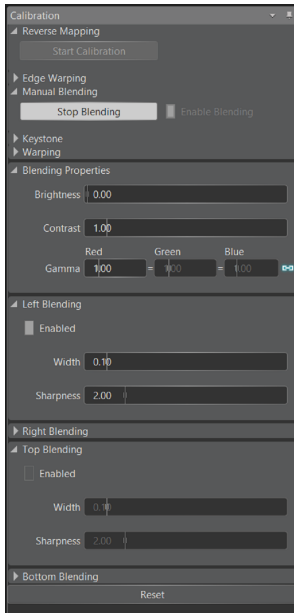 Calibration
Reverse Mapping
Start Calibration
Edge Warping
Manual Blending
Stop Blending Enable Blending
Keystone
Warping
Blending Properties
Brightness 0.00
Contrast 1.00
Red Green Blue
Gamma 1.00 = 1.00 = 1.00
Left Blending
Enabled
Width 0.10
Sharpness 2.00
Right Blending
Top Blending
Enabled
Width 0.10
Sharpness 2.00
Bottom Blending
Reset